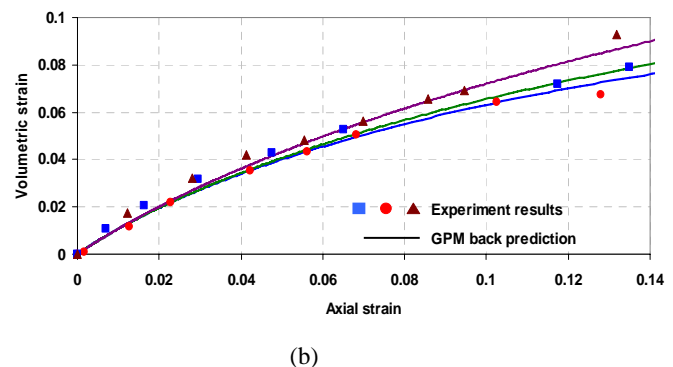 0.1
0.08
0.06
0.04
0.02
0
Volumetric strain
Experiment results
GPM back prediction
0 0.02 0.04 0.06 0.08 0.1 0.12 0.14
Axial strain
(b)